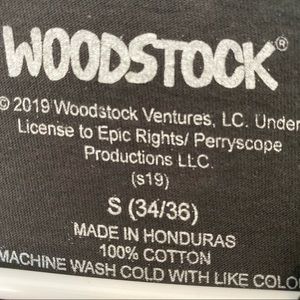 WOODSTOCK®
© 2019 Woodstock Ventures, LC. Under
License to Epic Rights/ Perryscope
Productions LLC.
(s19)
S (34/36)
MADE IN HONDURAS
100% COTTON
MACHINE WASH COLD WITH LIKE COLO